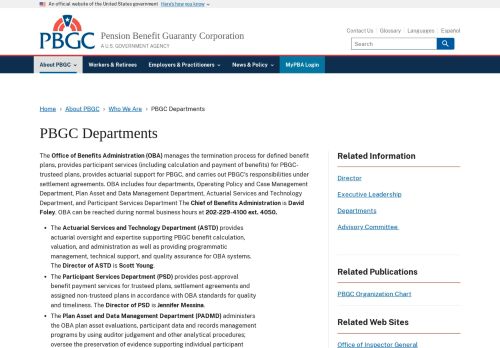 An official website of the United States government Here's how you know
PBGC
Pension Benefit Guaranty Corporation
A U.S. GOVERNMENT AGENCY
Contact Us Glossary Languages Español
Search
About PBGC Workers & Retirees Employers & Practitioners News & Policy MyPBA Login
Home About PBGC Who We Are PBGC Departments
PBGC Departments
The Office of Benefits Administration (OBA) manages the termination process for defined benefit
plans, provides participant services (including calculation and payment of benefits) for PBGC-
trusteed plans, provides actuarial support for PBGC, and carries out PBGC's responsibilities under
settlement agreements. OBA includes four departments, Operating Policy and Case Management
Department, Plan Asset and Data Management Department, Actuarial Services and Technology
Department, and Participant Services Department The Chief of Benefits Administration is David
Foley. OBA can be reached during normal business hours at 202-229-4100 ext. 4050.
The Actuarial Services and Technology Department (ASTD) provides
actuarial oversight and expertise supporting PBGC benefit calculation,
valuation, and administration as well as providing programmatic
management, technical support, and quality assurance for OBA systems.
The Director of ASTD is Scott Young.
The Participant Services Department (PSD) provides post-approval
benefit payment services for trusteed plans, settlement agreements and
assigned non-trusteed plans in accordance with OBA standards for quality
and timeliness. The Director of PSD is Jennifer Messina.
The Plan Asset and Data Management Department (PADMD) administers
the OBA plan asset evaluations, participant data and records management
programs by using auditor judgement and other analytical procedures,
oversee the preservation of evidence supporting individual participant
Related Information
Director
Executive Leadership
Departments
Advisory Committee
Related Publications
PBGC Organization Chart
Related Web Sites
Office of Inspector General